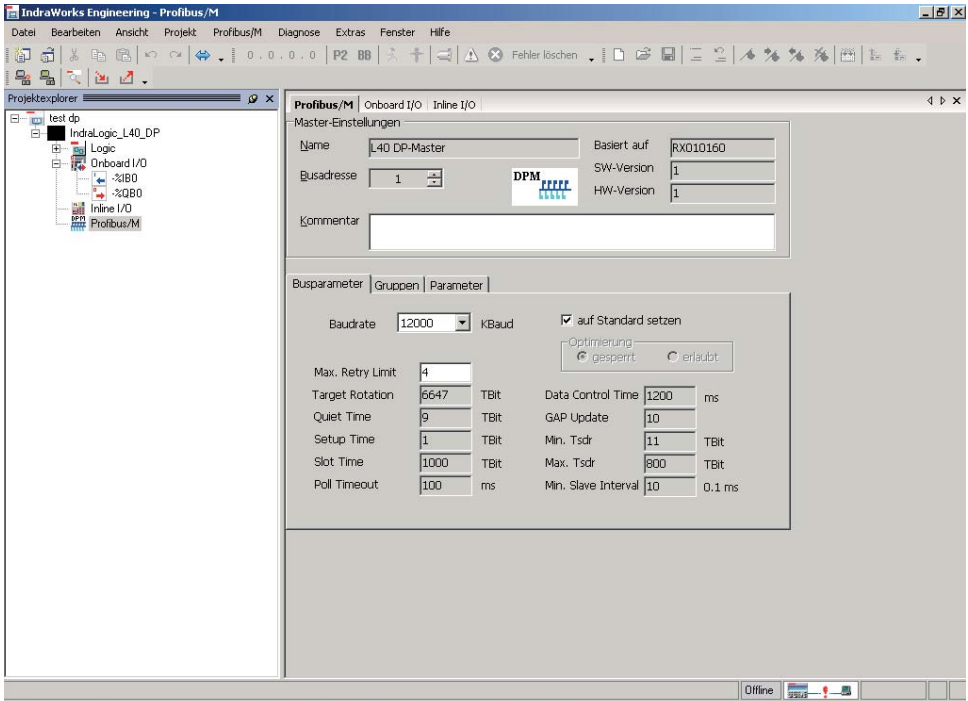 IndraWorks Engineering - Profibus/M
Datei Bearbeiten Ansicht Projekt Profibus/M Diagnose Extras Fenster Hilfe
0 . 0 . 0 . 0 P2 BB Fehler löschen
Projektexplorer
test dp
IndraLogic_L40_DP
Logic
Onboard I/O
-%IB0
-%QB0
Inline I/O
DPM Profibus/M
Profibus/M Onboard I/O Inline I/O
Master-Einstellungen
Name L40 DP-Master Basiert auf RX010160
Busadresse 1 DPM SW-Version 1
HW-Version 1
Kommentar
Busparameter Gruppen Parameter
Baudrate 12000 KBaud auf Standard setzen
Optimierung
gesperrt erlaubt
Max. Retry Limit 4
Target Rotation 6647 TBit Data Control Time 1200 ms
Quiet Time 9 TBit GAP Update 10
Setup Time 1 TBit Min. Tsdr 11 TBit
Slot Time 1000 TBit Max. Tsdr 800 TBit
Poll Timeout 100 ms Min. Slave Interval 10 0.1 ms
Offline